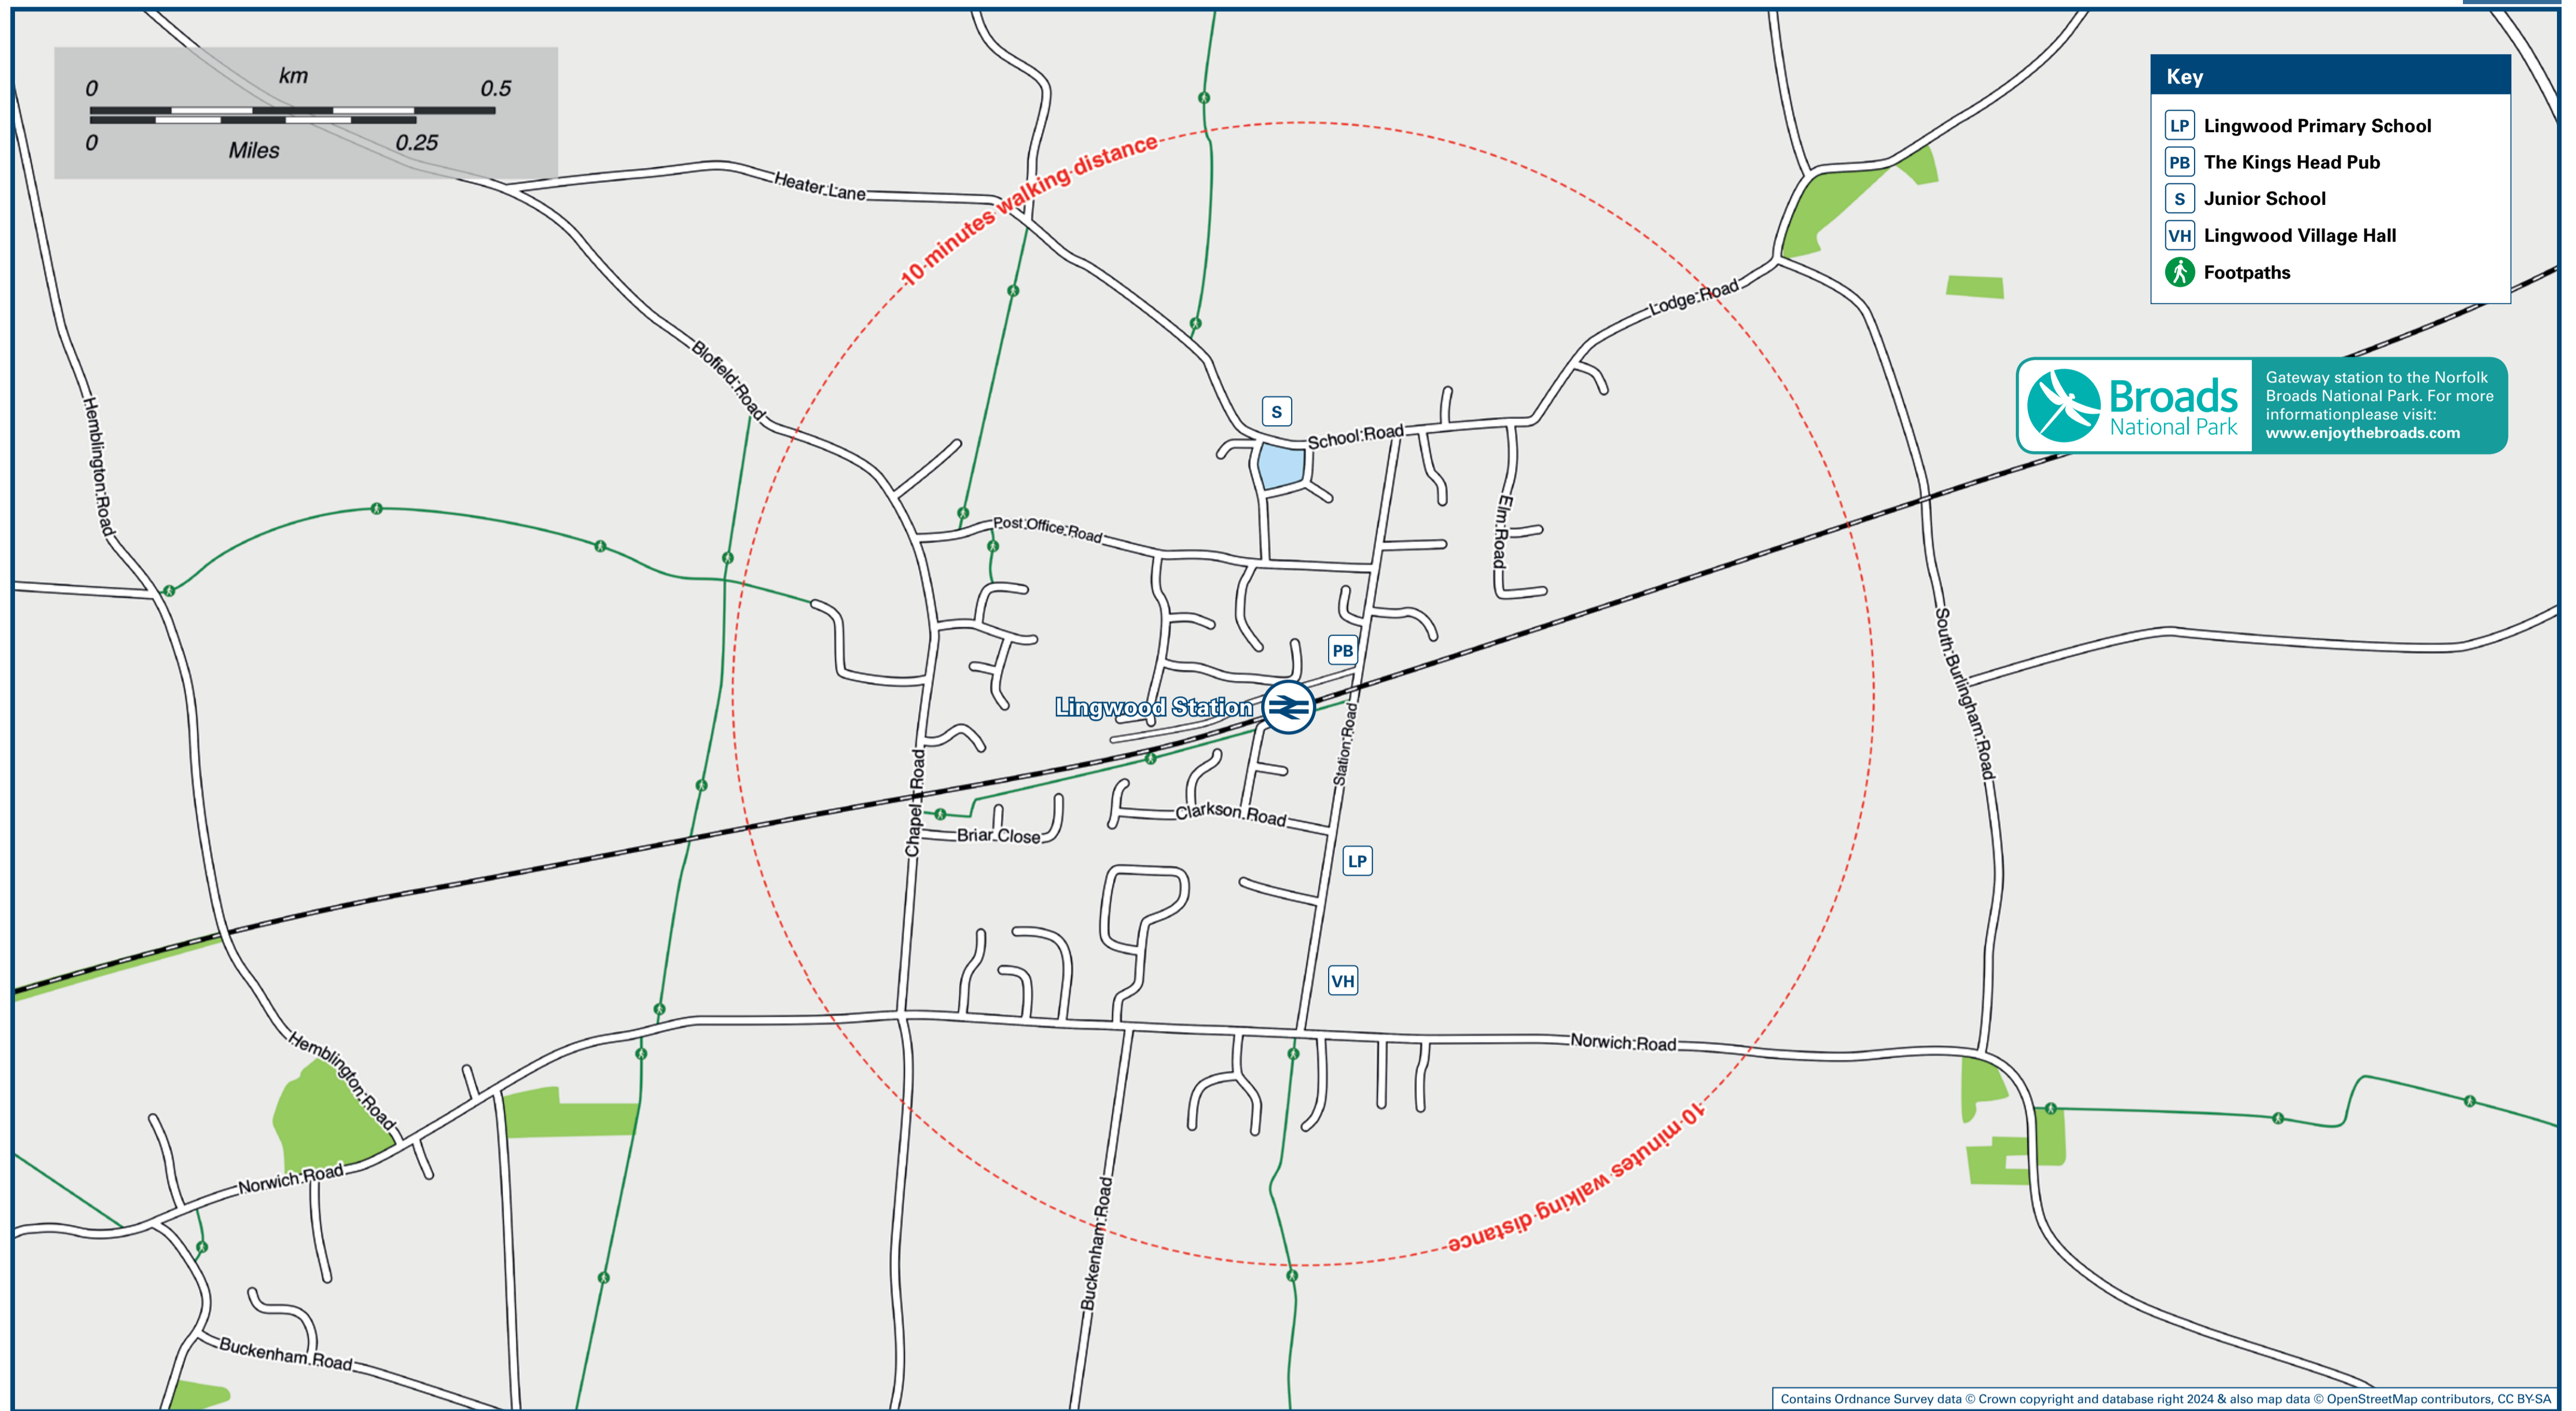 km
0
0.5
0
0.25
Miles
Key
LP Lingwood Primary School
PB The Kings Head Pub
S Junior School
VH Lingwood Village Hall
Footpaths
Broads
National Park
Gateway station to the Norfolk
Broads National Park. For more
informationplease visit:
www.enjoythebroads.com
10 minutes walking distance
Heater Lane
Lodge Road
Blofield Road
Hemblington Road
S
School Road
Post Office Road
Elm Road
South Burlingham Road
PB
Lingwood Station
Station Road
Chapel Road
Clarkson Road
Briar Close
LP
VH
Norwich Road
Hemblington Road
Norwich Road
10 minutes walking distance
Buckenham Road
Buckenham Road
Contains Ordnance Survey data © Crown copyright and database right 2024 & also map data © OpenStreetMap contributors, CC BY-SA